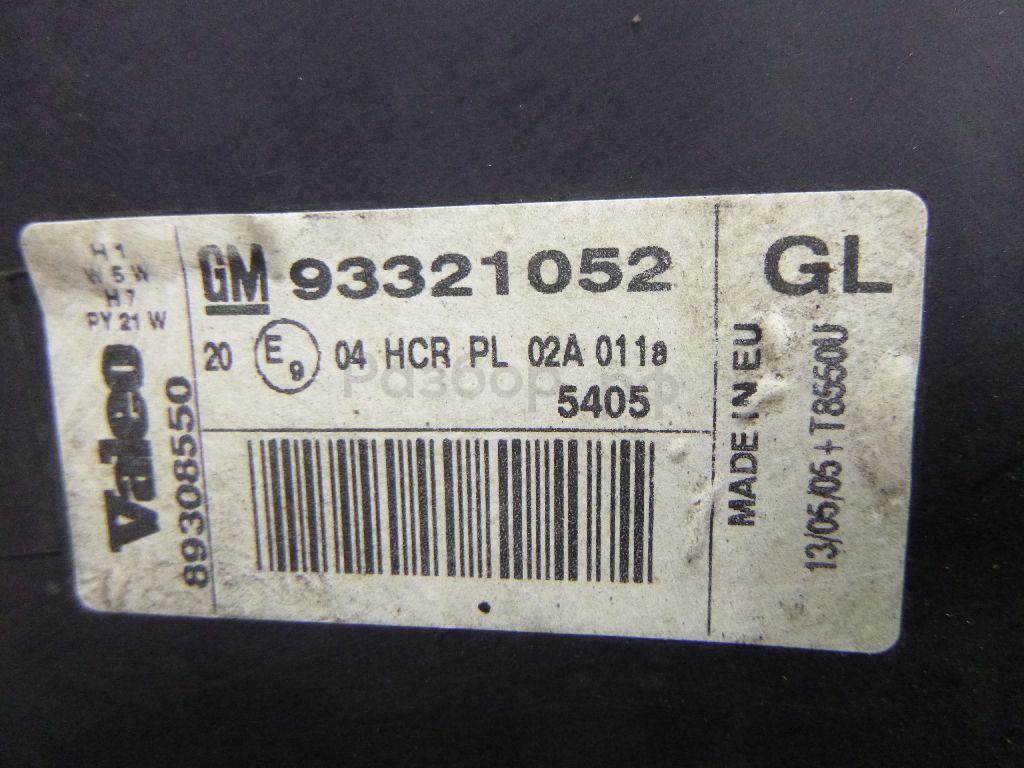 H 1
W 5 W
H 7
PY 21 W
Valeo
89308550
GM 93321052
20 E9 04 HCR PL 02A 011a
5405
GL
MADE IN EU
13/05/05 + T8550U